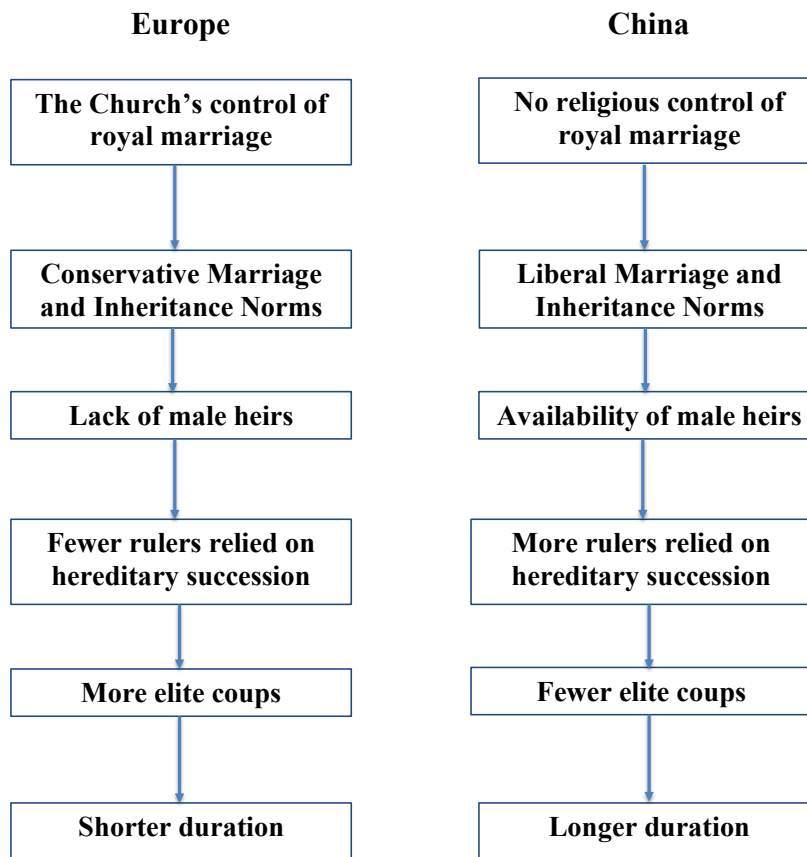 Europe
The Church’s control of
royal marriage
Conservative Marriage
and Inheritance Norms
Lack of male heirs
Fewer rulers relied on
hereditary succession
More elite coups
Shorter duration
China
No religious control of
royal marriage
Liberal Marriage and
Inheritance Norms
Availability of male heirs
More rulers relied on
hereditary succession
Fewer elite coups
Longer duration